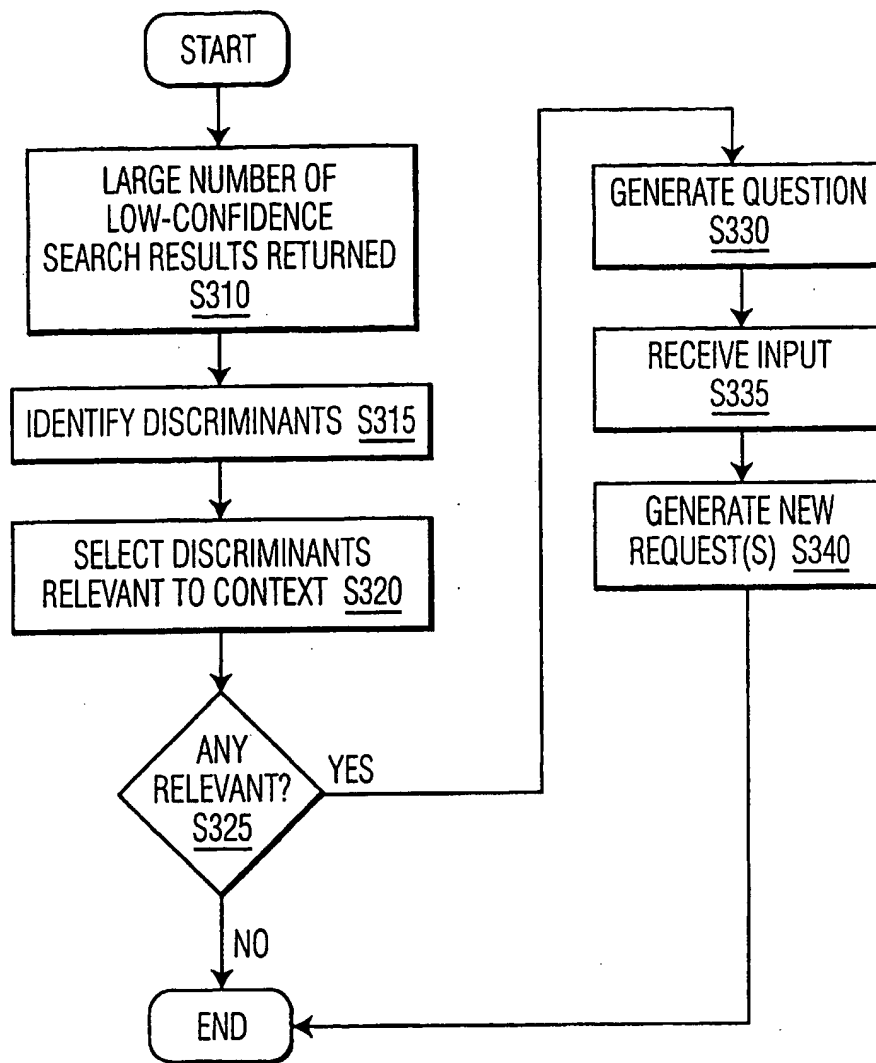 START
LARGE NUMBER OF
LOW-CONFIDENCE
SEARCH RESULTS RETURNED
S310
IDENTIFY DISCRIMINANTS S315
SELECT DISCRIMINANTS
RELEVANT TO CONTEXT S320
ANY
RELEVANT?
S325
YES
NO
END
GENERATE QUESTION
S330
RECEIVE INPUT
S335
GENERATE NEW
REQUEST(S) S340